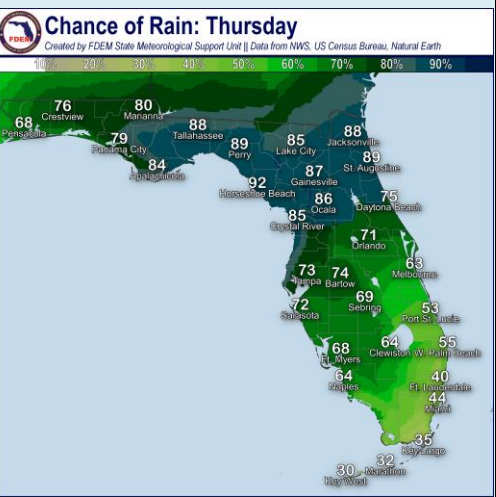 FDEM
Chance of Rain: Thursday
Created by FDEM State Meteorological Support Unit || Data from NWS, US Census Bureau, Natural Earth
10% 20% 30% 40% 50% 60% 70% 80% 90%
76
Crestview
80
Marianna
68
Pensacola
79
Panama City
88
Tallahassee
84
Apalachicola
89
Perry
85
Lake City
88
Jacksonville
89
St. Augustine
87
Gainesville
92
Horseshoe Beach
86
Ocala
75
Daytona Beach
85
Crystal River
71
Orlando
63
Melbourne
73
Tampa
74
Bartow
72
Sarasota
69
Sebring
53
Port St. Lucie
68
Ft. Myers
64
Clewiston
55
W. Palm Beach
64
Naples
40
Ft. Lauderdale
44
Miami
35
Key Largo
32
Marathon
30
Key West